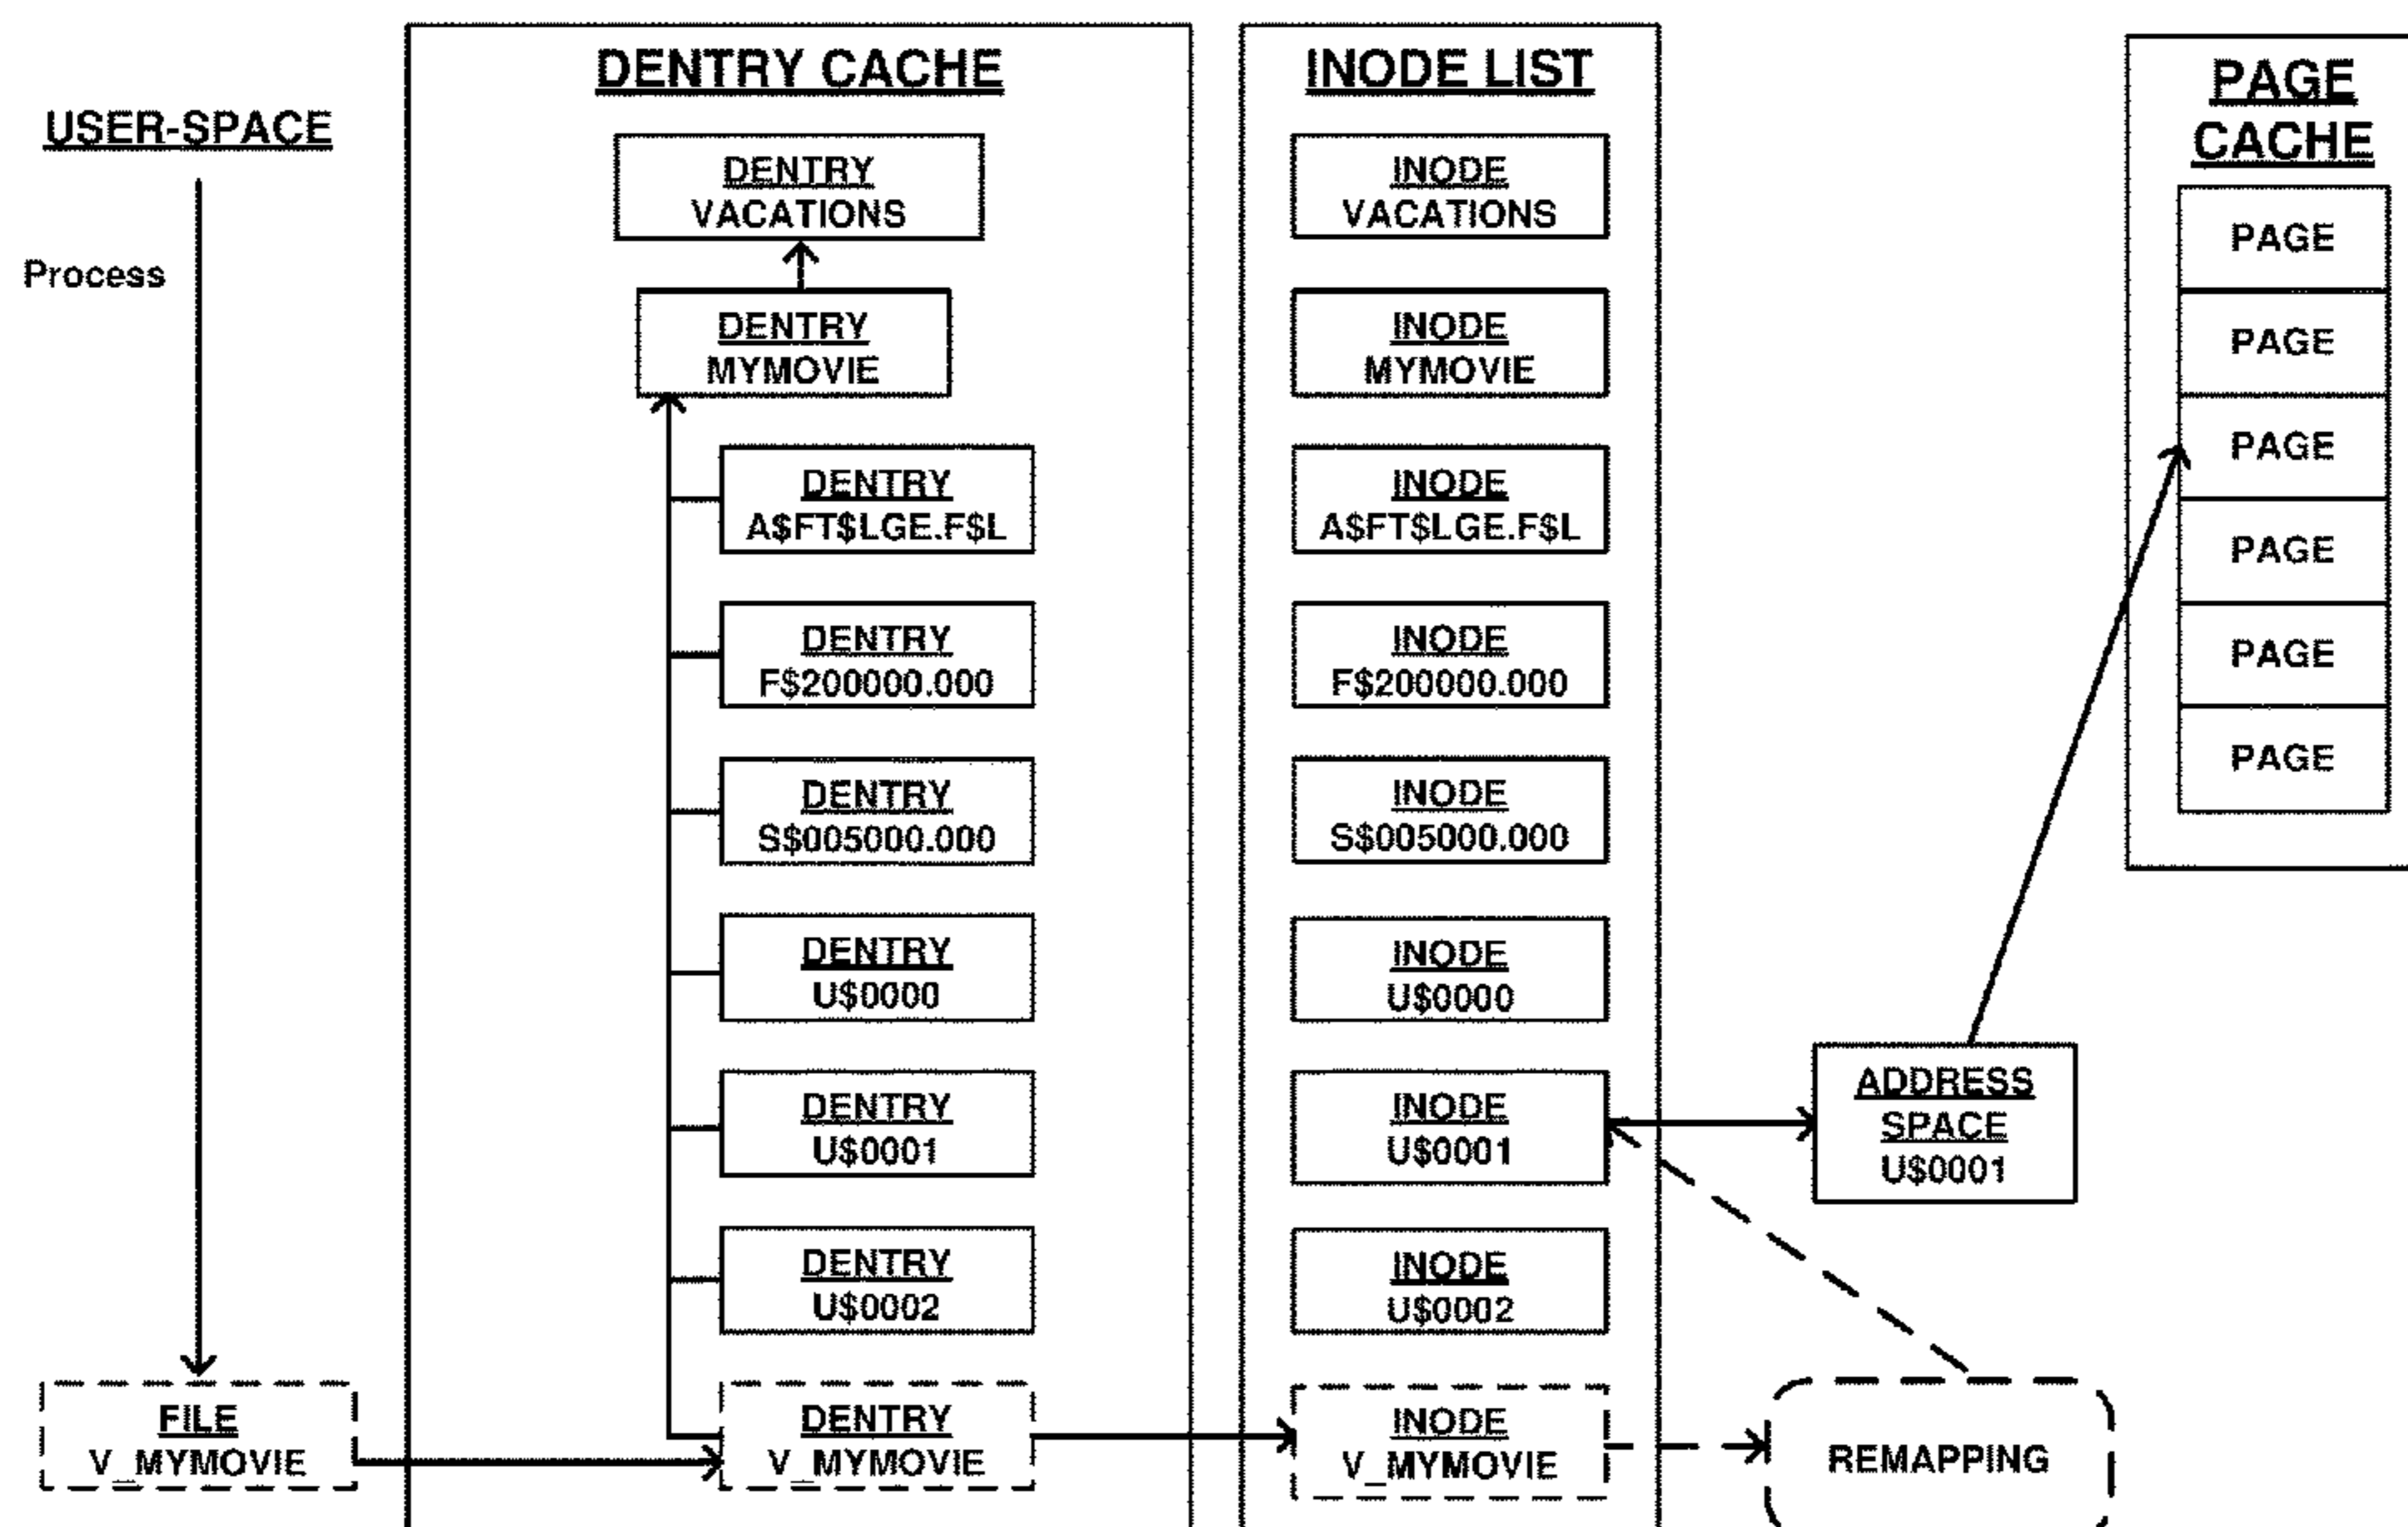 USER-SPACE
Process
FILE
V_MYMOVIE
DENTRY CACHE
DENTRY
VACATIONS
DENTRY
MYMOVIE
DENTRY
A$FT$LGE.F$L
DENTRY
F$200000.000
DENTRY
S$005000.000
DENTRY
U$0000
DENTRY
U$0001
DENTRY
U$0002
DENTRY
V_MYMOVIE
INODE LIST
INODE
VACATIONS
INODE
MYMOVIE
INODE
A$FT$LGE.F$L
INODE
F$200000.000
INODE
S$005000.000
INODE
U$0000
INODE
U$0001
INODE
U$0002
INODE
V_MYMOVIE
ADDRESS
SPACE
U$0001
REMAPPING
PAGE
CACHE
PAGE
PAGE
PAGE
PAGE
PAGE
PAGE